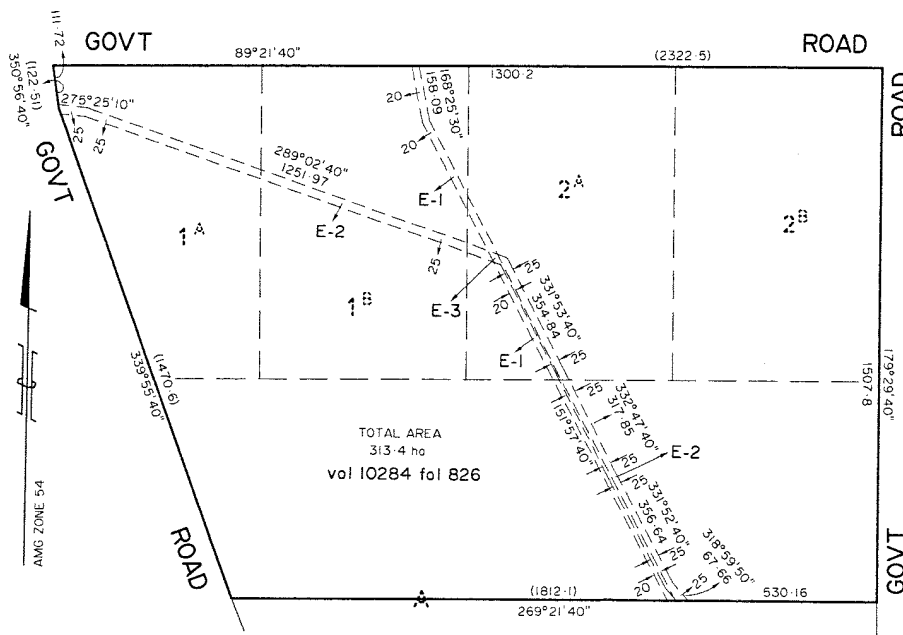 111·72
GOVT
89°21'40"
(2322·5)
ROAD
1300·2
(122·51)
350°56'40"
275°25'10"
25
25
20
168°25'30"
158·09
20
ROAD
GOVT
289°02'40"
1251·97
E-1
2A
2B
1A
E-2
25
1B
E-3
25
20
331°53'40"
354·84
E-1
25
(1470·6)
339°55'40"
179°29'40"
1507·8
25
332°47'40"
317·85
151°57'40"
TOTAL AREA
313·4 ha
vol 10284 fol 826
E-2
25
25
331°52'40"
356·64
AMG ZONE 54
ROAD
25
20
318°59'50"
67·66
25
GOVT
A
(1812·1)
530·16
269°21'40"